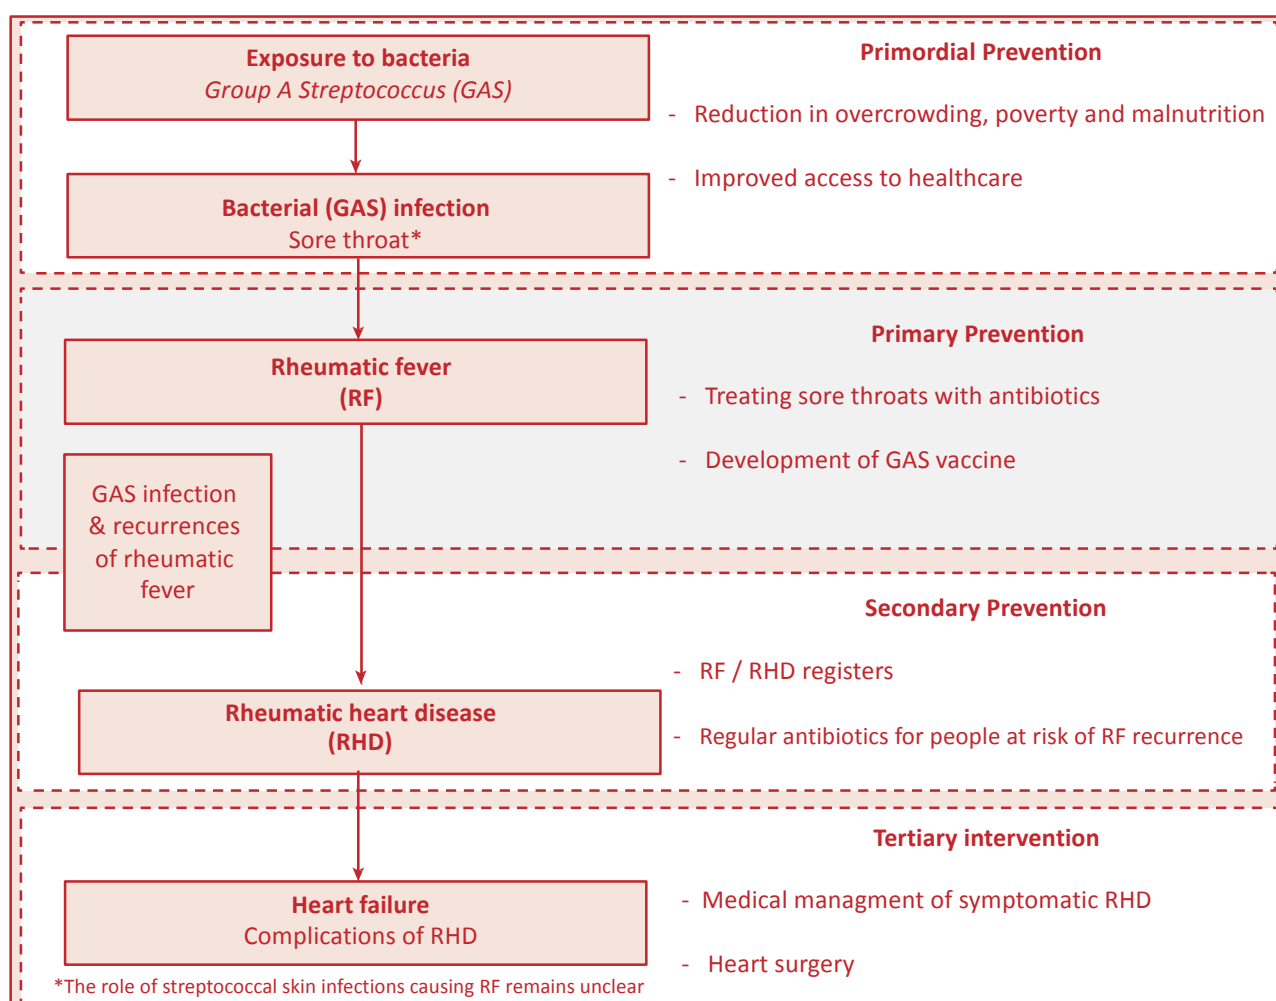 Exposure to bacteria
Group A Streptococcus (GAS)
Primordial Prevention
- Reduction in overcrowding, poverty and malnutrition
- Improved access to healthcare
Bacterial (GAS) infection
Sore throat*
Rheumatic fever
(RF)
Primary Prevention
- Treating sore throats with antibiotics
- Development of GAS vaccine
GAS infection
& recurrences
of rheumatic
fever
Secondary Prevention
- RF / RHD registers
- Regular antibiotics for people at risk of RF recurrence
Rheumatic heart disease
(RHD)
Tertiary intervention
- Medical managment of symptomatic RHD
- Heart surgery
Heart failure
Complications of RHD
*The role of streptococcal skin infections causing RF remains unclear